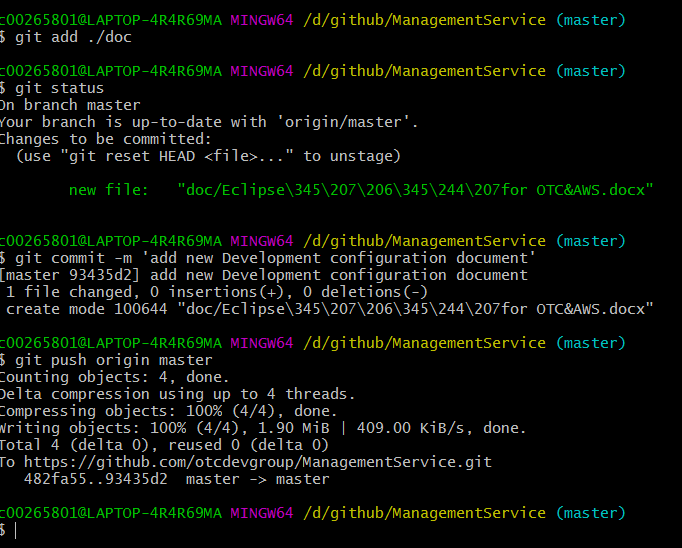 c00265801@LAPTOP-4R4R69MA MINGW64 /d/github/ManagementService (master)
$ git add ./doc
c00265801@LAPTOP-4R4R69MA MINGW64 /d/github/ManagementService (master)
$ git status
On branch master
Your branch is up-to-date with 'origin/master'.
Changes to be committed:
  (use "git reset HEAD <file>..." to unstage)
        new file:   "doc/Eclipse\345\207\206\345\244\207for OTC&AWS.docx"
c00265801@LAPTOP-4R4R69MA MINGW64 /d/github/ManagementService (master)
$ git commit -m 'add new Development configuration document'
[master 93435d2] add new Development configuration document
 1 file changed, 0 insertions(+), 0 deletions(-)
 create mode 100644 "doc/Eclipse\345\207\206\345\244\207for OTC&AWS.docx"
c00265801@LAPTOP-4R4R69MA MINGW64 /d/github/ManagementService (master)
$ git push origin master
Counting objects: 4, done.
Delta compression using up to 4 threads.
Compressing objects: 100% (4/4), done.
Writing objects: 100% (4/4), 1.90 MiB | 409.00 KiB/s, done.
Total 4 (delta 0), reused 0 (delta 0)
To https://github.com/otcdevgroup/ManagementService.git
   482fa55..93435d2  master -> master
c00265801@LAPTOP-4R4R69MA MINGW64 /d/github/ManagementService (master)
$